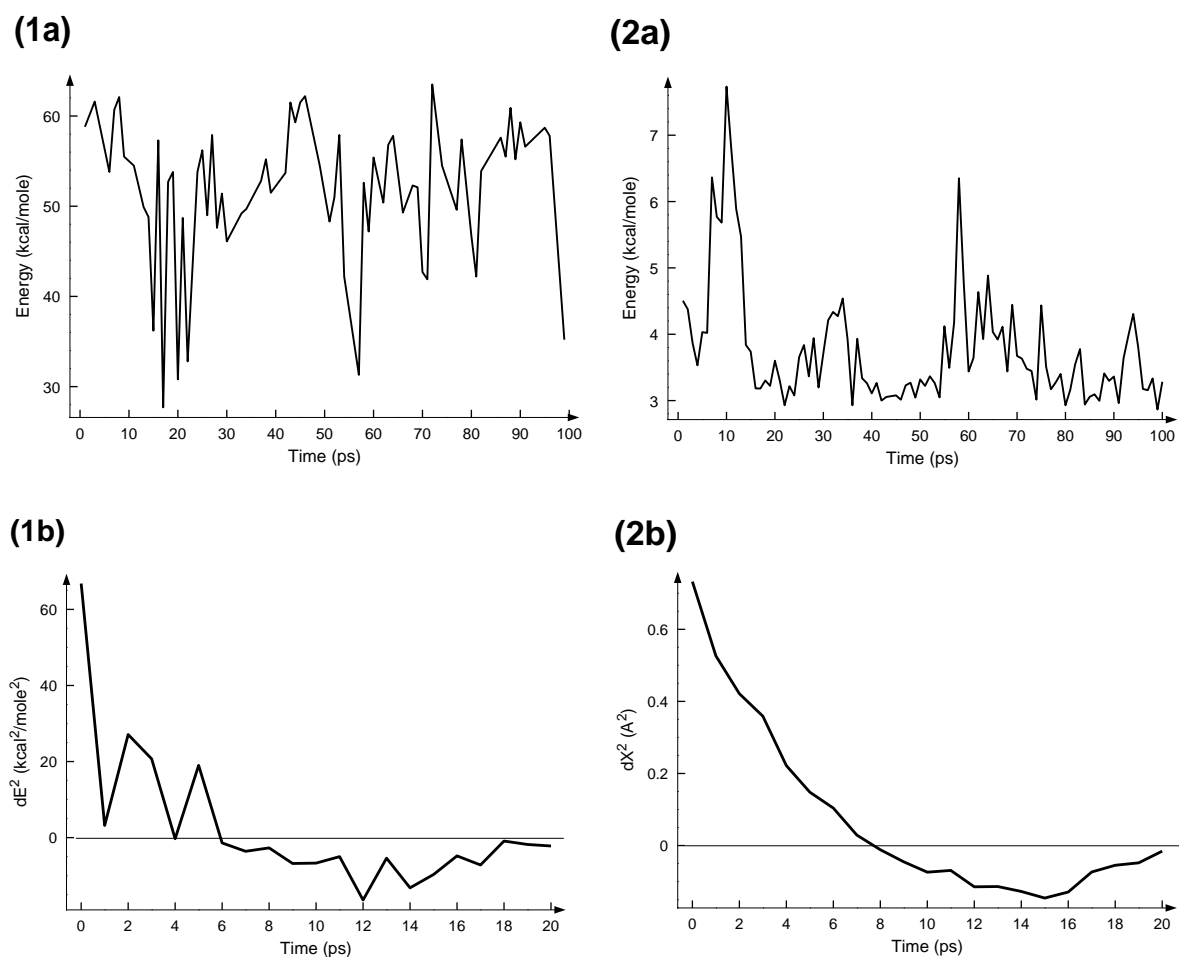 (1a)
Energy (kcal/mole)
60
50
40
30
0 10 20 30 40 50 60 70 80 90 100
Time (ps)
(2a)
Energy (kcal/mole)
7
6
5
4
3
0 10 20 30 40 50 60 70 80 90 100
Time (ps)
(1b)
dE² (kcal²/mole²)
60
40
20
0
0 2 4 6 8 10 12 14 16 18 20
Time (ps)
(2b)
dX² (A²)
0.6
0.4
0.2
0
0 2 4 6 8 10 12 14 16 18 20
Time (ps)